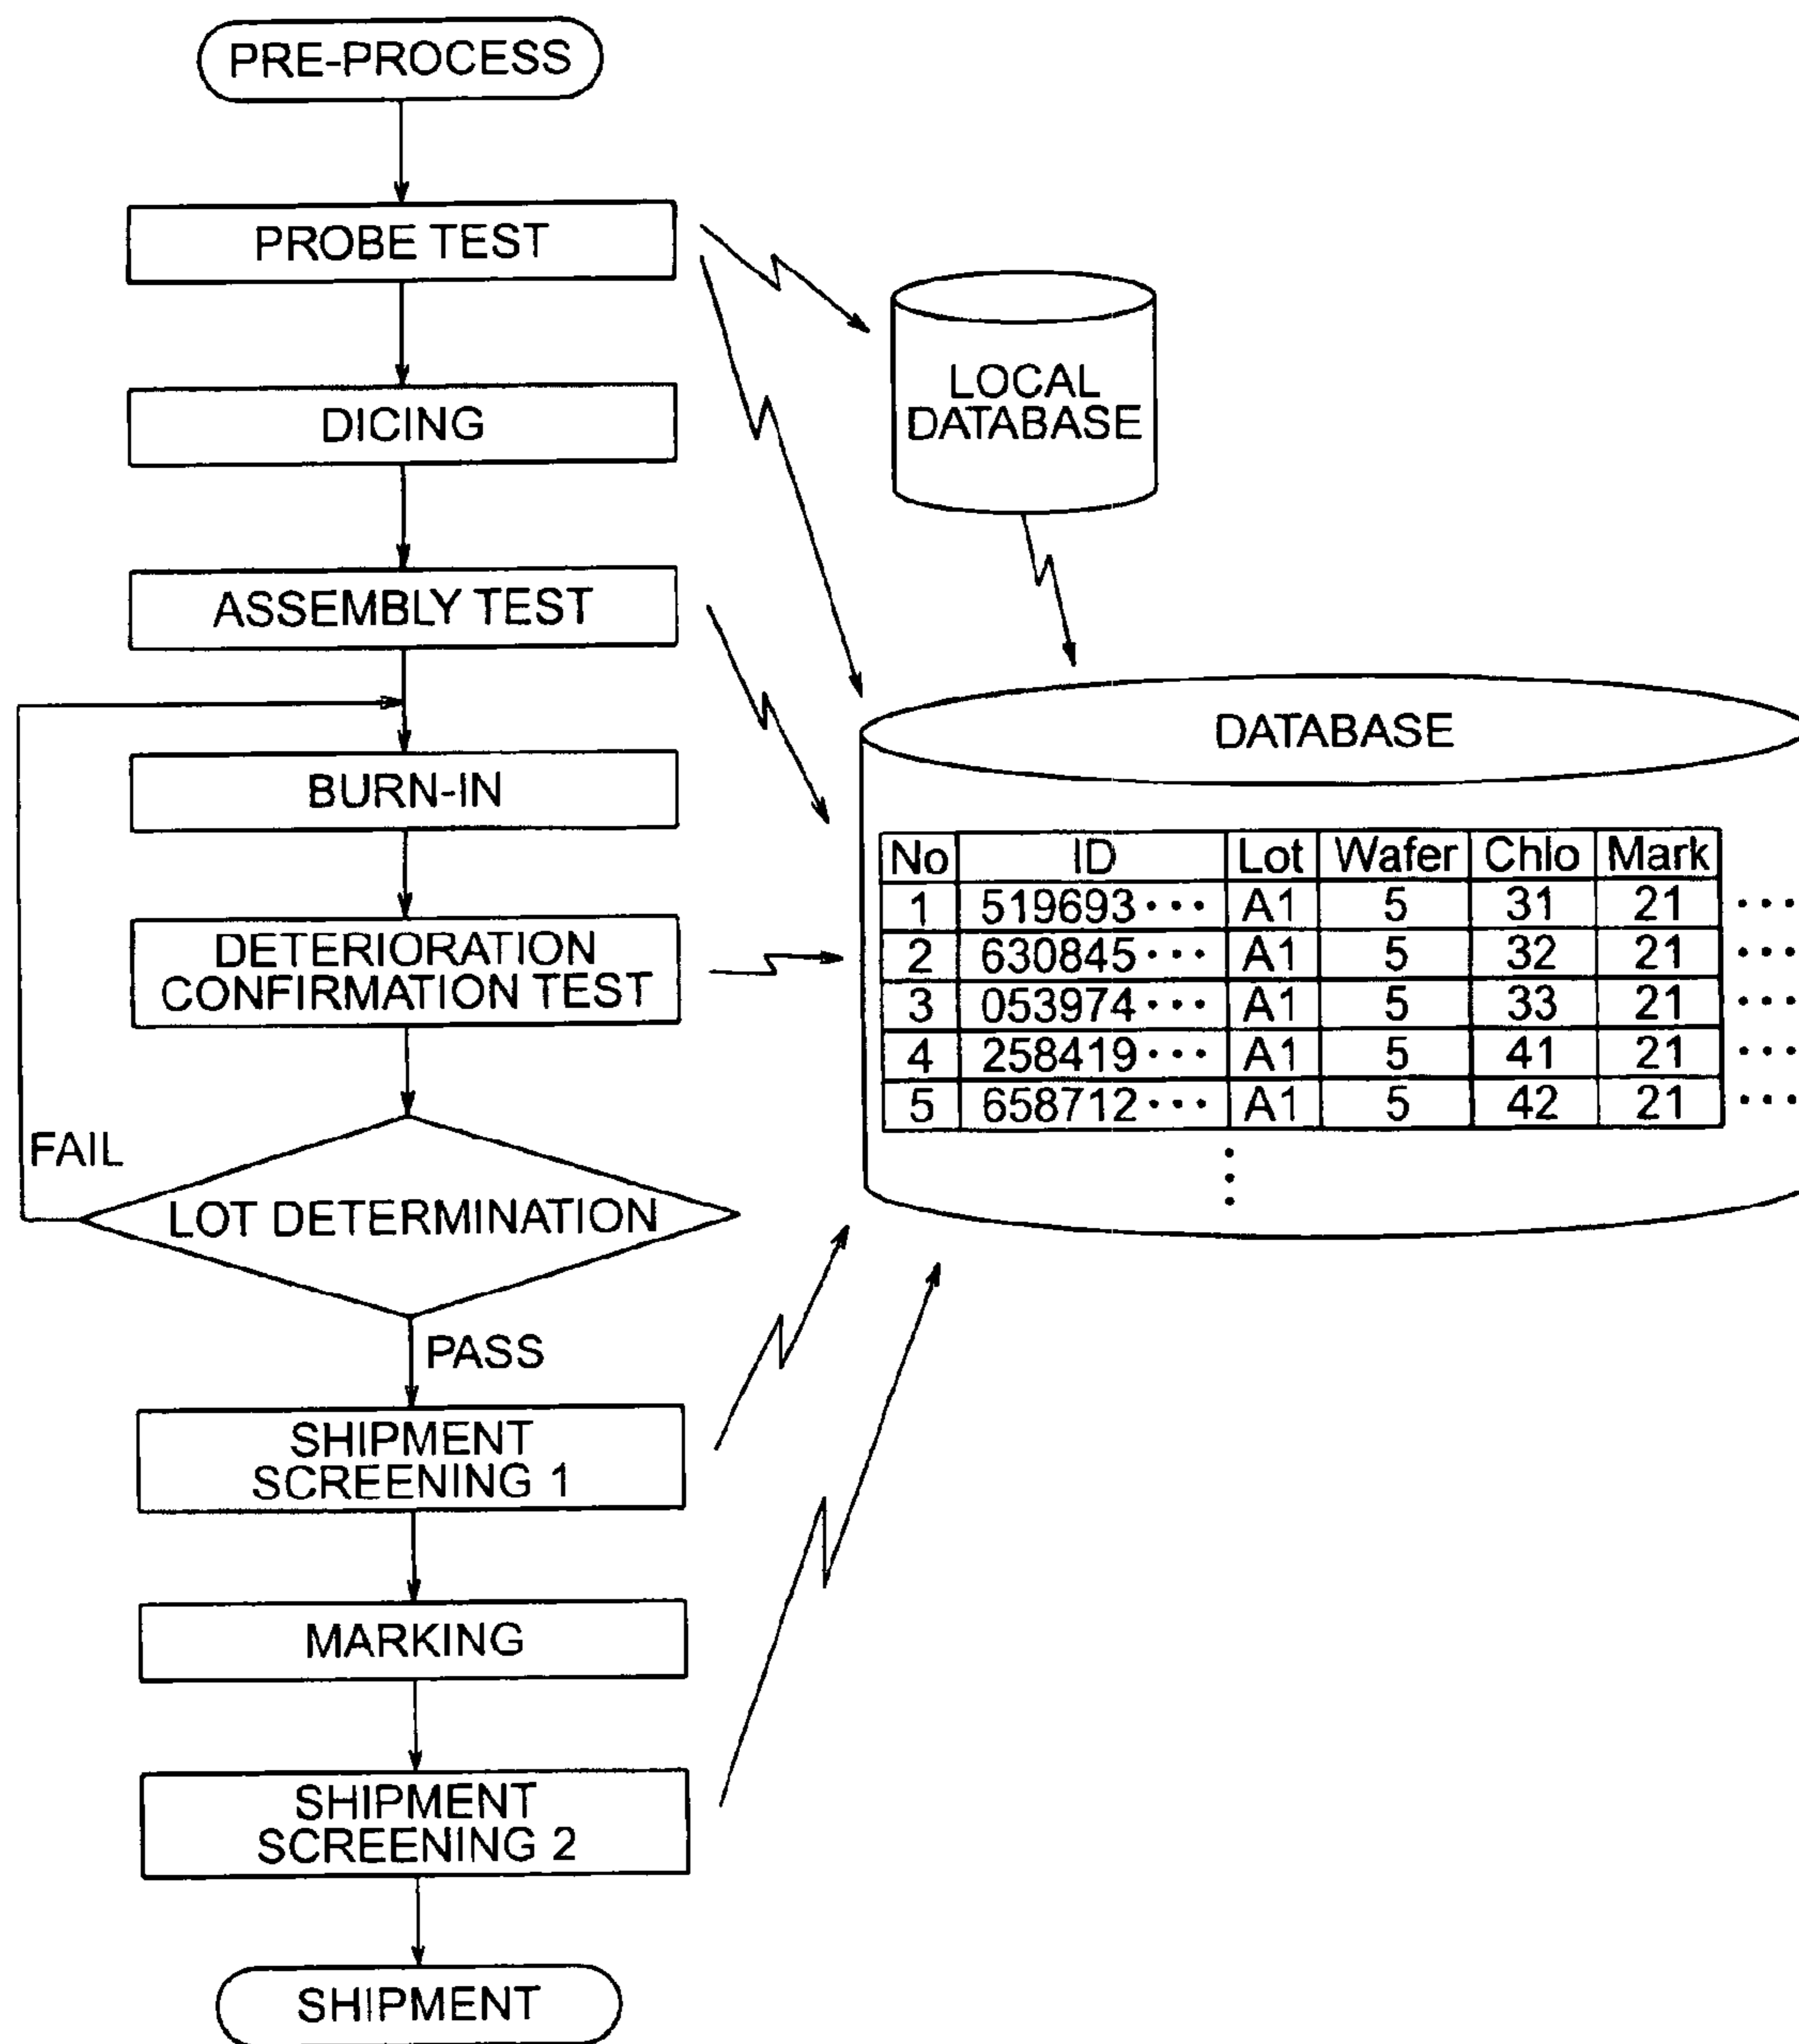 PRE-PROCESS
PROBE TEST
DICING
ASSEMBLY TEST
BURN-IN
DETERIORATION
CONFIRMATION TEST
FAIL
LOT DETERMINATION
PASS
SHIPMENT
SCREENING 1
MARKING
SHIPMENT
SCREENING 2
SHIPMENT
LOCAL
DATABASE
DATABASE
No ID Lot Wafer Chlo Mark
1 519693··· A1 5 31 21 ···
2 630845··· A1 5 32 21 ···
3 053974··· A1 5 33 21 ···
4 258419··· A1 5 41 21 ···
5 658712··· A1 5 42 21 ···